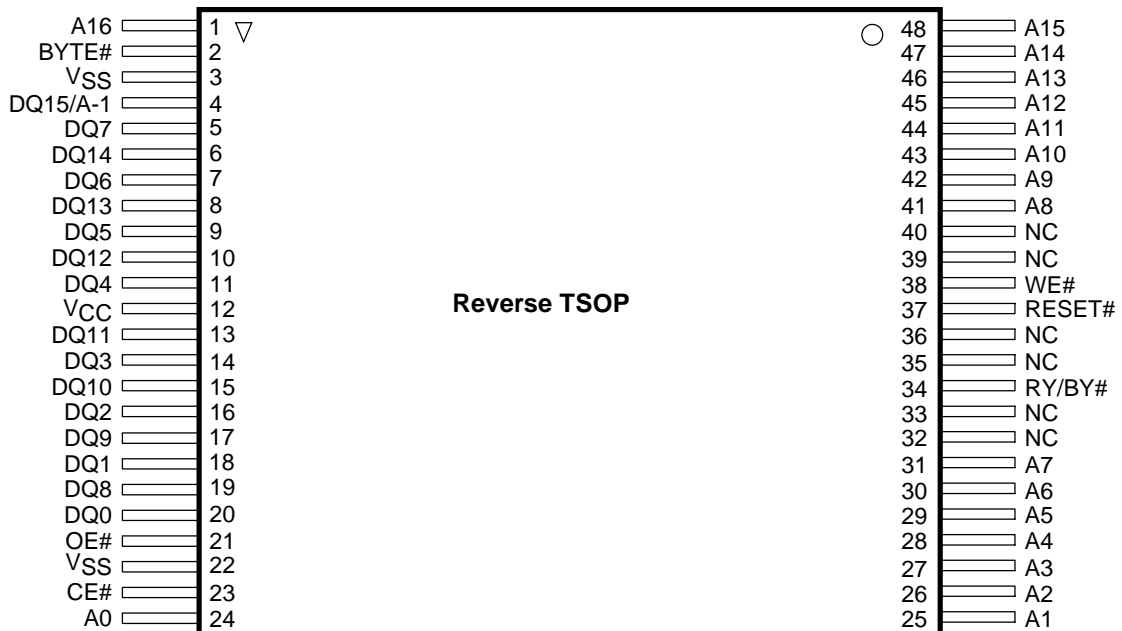 A16 1 48 A15
BYTE# 2 47 A14
VSS 3 46 A13
DQ15/A-1 4 45 A12
DQ7 5 44 A11
DQ14 6 43 A10
DQ6 7 42 A9
DQ13 8 41 A8
DQ5 9 40 NC
DQ12 10 39 NC
DQ4 11 38 WE#
VCC 12 Reverse TSOP 37 RESET#
DQ11 13 36 NC
DQ3 14 35 NC
DQ10 15 34 RY/BY#
DQ2 16 33 NC
DQ9 17 32 NC
DQ1 18 31 A7
DQ8 19 30 A6
DQ0 20 29 A5
OE# 21 28 A4
VSS 22 27 A3
CE# 23 26 A2
A0 24 25 A1